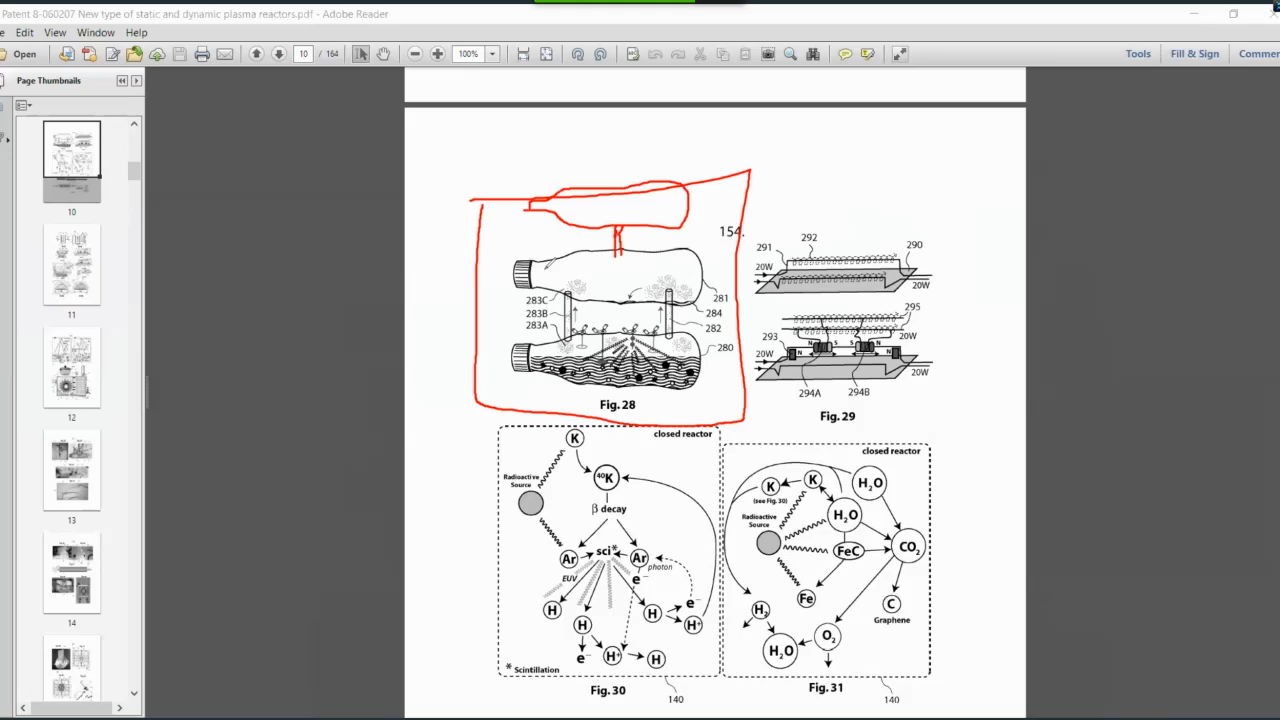 Patent 8-060207 New type of static and dynamic plasma reactors.pdf - Adobe Reader
e Edit View Window Help
Open 10 / 164 100% Tools Fill & Sign Commer
Page Thumbnails
10
11
12
13
14
154.
281
283C
283B
284
283A
282
280
Fig. 28
292
291
290
20W
20W
295
293
20W
N S S N
20W
N N
20W
294A 294B
Fig. 29
closed reactor
K
Radioactive
Source
40K
β decay
Ar sci* Ar
photon
EUV
e-
H
H
H
e-
H+
e-
H+
H
* Scintillation
Fig. 30
140
closed reactor
K
K
H2O
(see Fig. 30)
Radioactive
Source
H2O
FeC
CO2
Fe
C
Graphene
H2
O2
H2O
Fig. 31
140